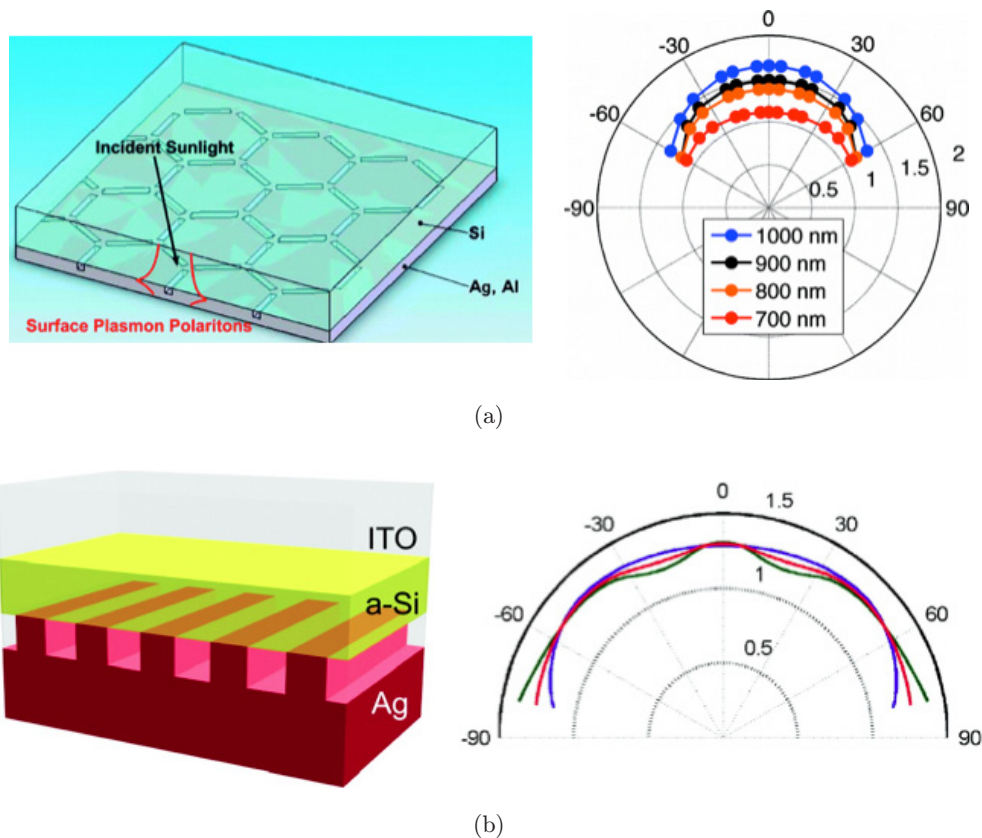 Incident Sunlight
Si
Ag, Al
Surface Plasmon Polaritons
0
-30
30
-60
60
-90
90
0.5
1
1.5
2
1000 nm
900 nm
800 nm
700 nm
(a)
ITO
a-Si
Ag
0
-30
30
-60
60
-90
90
0.5
1
1.5
(b)